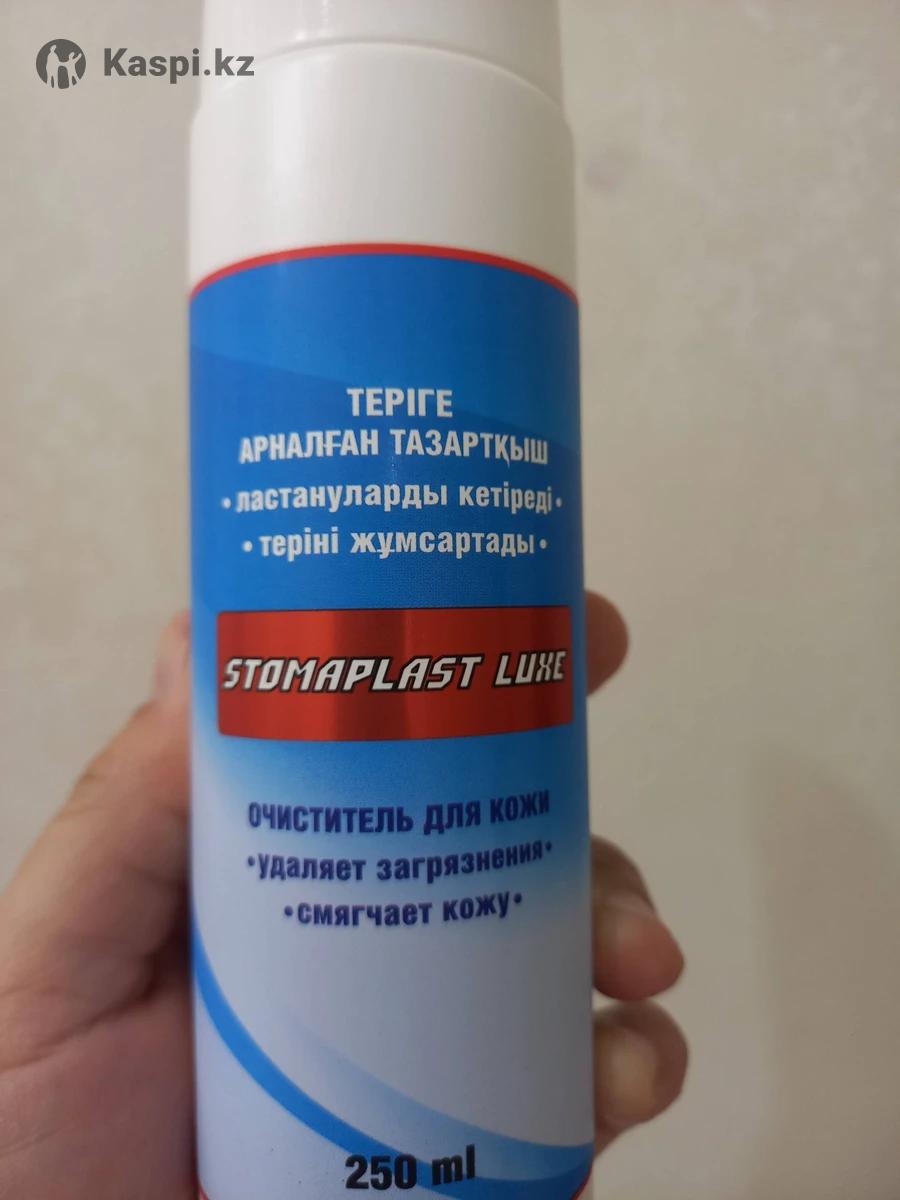 Kaspi.kz
ТЕРІГЕ
АРНАЛҒАН ТАЗАРТҚЫШ
• ластануларды кетіреді •
• теріні жұмсартады •
STOMAPLAST LUXE
ОЧИСТИТЕЛЬ ДЛЯ КОЖИ
•удаляет загрязнения•
•смягчает кожу•
250 ml